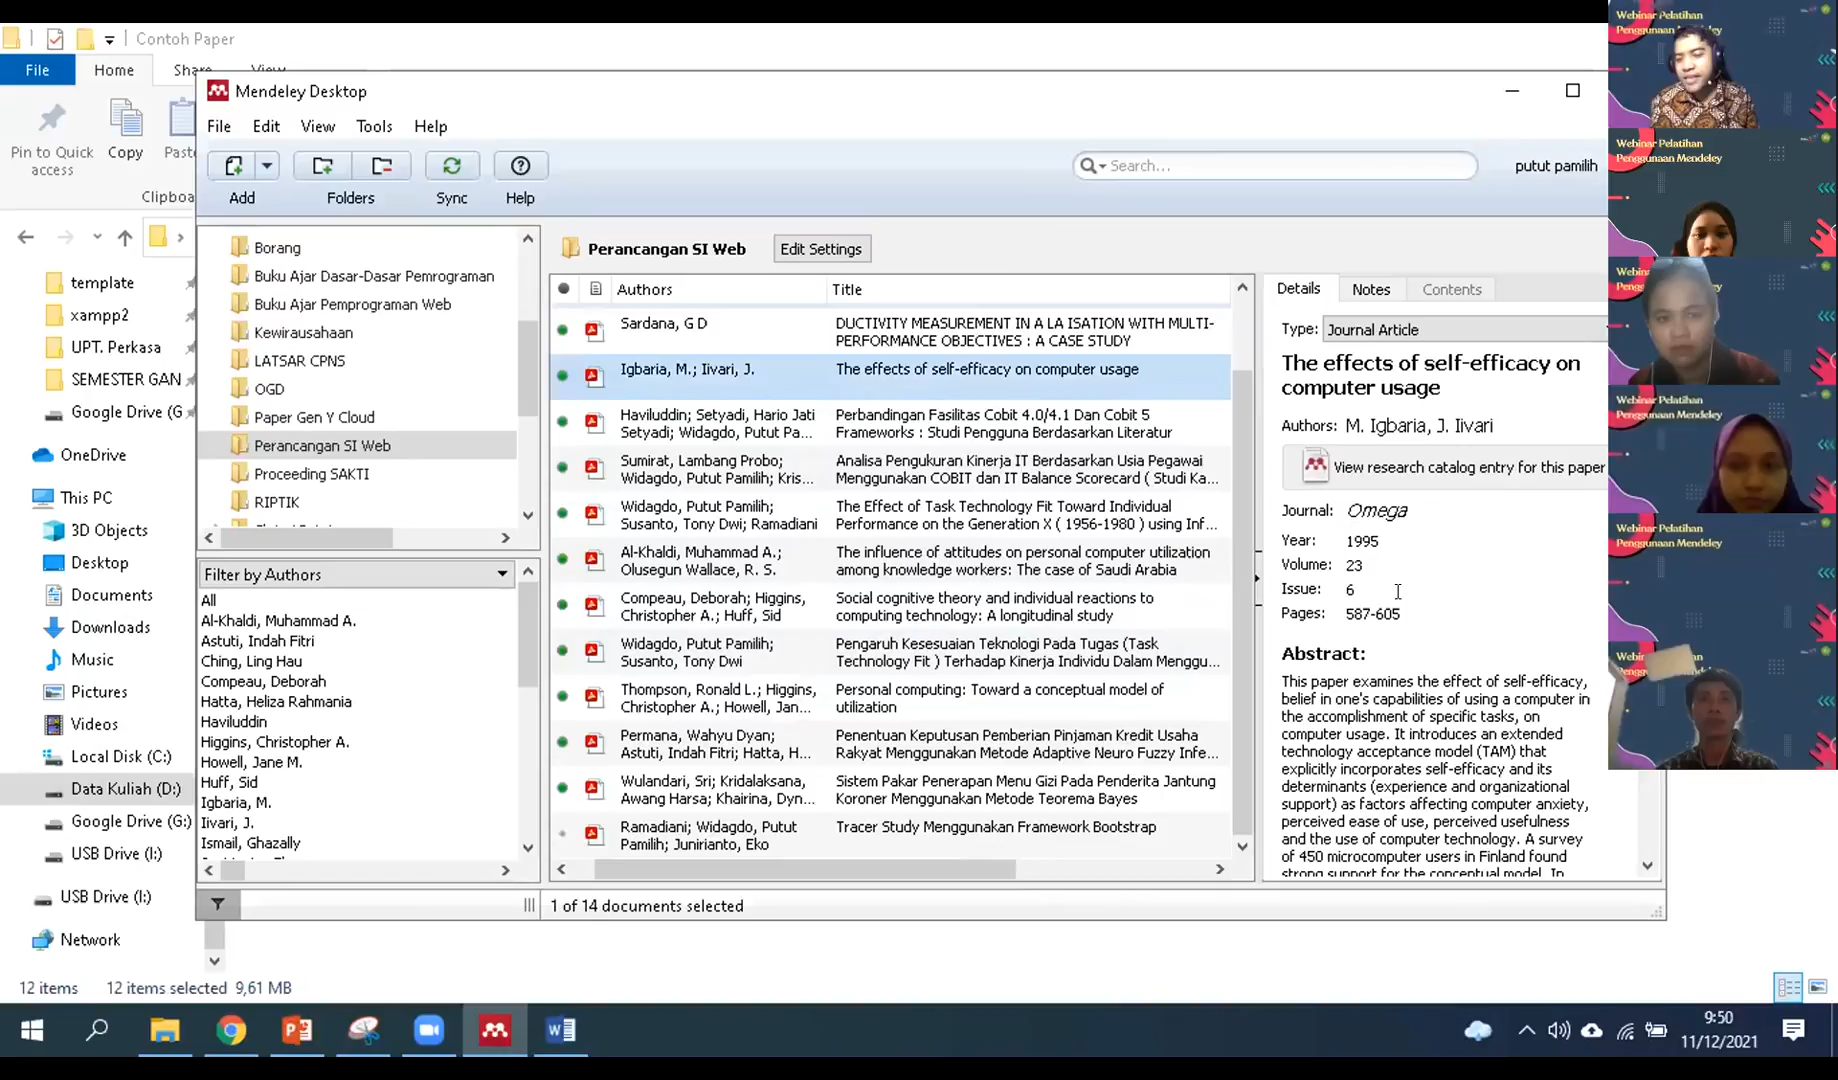 Contoh Paper
File
Home
Share
View
Pin to Quick
access
Copy
Paste
Clipboa
template
xampp2
UPT. Perkasa
SEMESTER GAN
Google Drive (G
OneDrive
This PC
3D Objects
Desktop
Documents
Downloads
Music
Pictures
Videos
Local Disk (C:)
Data Kuliah (D:)
Google Drive (G:)
USB Drive (I:)
USB Drive (I:)
Network
12 items
12 items selected 9,61 MB
Mendeley Desktop
File Edit View Tools Help
Add
Folders
Sync
Help
Search...
putut pamilih
Borang
Buku Ajar Dasar-Dasar Pemrograman
Buku Ajar Pemprograman Web
Kewirausahaan
LATSAR CPNS
OGD
Paper Gen Y Cloud
Perancangan SI Web
Proceeding SAKTI
RIPTIK
Filter by Authors
All
Al-Khaldi, Muhammad A.
Astuti, Indah Fitri
Ching, Ling Hau
Compeau, Deborah
Hatta, Heliza Rahmania
Haviluddin
Higgins, Christopher A.
Howell, Jane M.
Huff, Sid
Igbaria, M.
Iivari, J.
Ismail, Ghazally
Perancangan SI Web
Edit Settings
Authors Title
Sardana, G D
DUCTIVITY MEASUREMENT IN A LA ISATION WITH MULTI-
PERFORMANCE OBJECTIVES : A CASE STUDY
Igbaria, M.; Iivari, J.
The effects of self-efficacy on computer usage
Haviluddin; Setyadi, Hario Jati
Setyadi; Widagdo, Putut Pa...
Perbandingan Fasilitas Cobit 4.0/4.1 Dan Cobit 5
Frameworks : Studi Pengguna Berdasarkan Literatur
Sumirat, Lambang Probo;
Widagdo, Putut Pamilih; Kris...
Analisa Pengukuran Kinerja IT Berdasarkan Usia Pegawai
Menggunakan COBIT dan IT Balance Scorecard ( Studi Ka...
Widagdo, Putut Pamilih;
Susanto, Tony Dwi; Ramadiani
The Effect of Task Technology Fit Toward Individual
Performance on the Generation X ( 1956-1980 ) using Inf...
Al-Khaldi, Muhammad A.;
Olusegun Wallace, R. S.
The influence of attitudes on personal computer utilization
among knowledge workers: The case of Saudi Arabia
Compeau, Deborah; Higgins,
Christopher A.; Huff, Sid
Social cognitive theory and individual reactions to
computing technology: A longitudinal study
Widagdo, Putut Pamilih;
Susanto, Tony Dwi
Pengaruh Kesesuaian Teknologi Pada Tugas (Task
Technology Fit ) Terhadap Kinerja Individu Dalam Menggu...
Thompson, Ronald L.; Higgins,
Christopher A.; Howell, Jan...
Personal computing: Toward a conceptual model of
utilization
Permana, Wahyu Dyan;
Astuti, Indah Fitri; Hatta, H...
Penentuan Keputusan Pemberian Pinjaman Kredit Usaha
Rakyat Menggunakan Metode Adaptive Neuro Fuzzy Infe...
Wulandari, Sri; Kridalaksana,
Awang Harsa; Khairina, Dyn...
Sistem Pakar Penerapan Menu Gizi Pada Penderita Jantung
Koroner Menggunakan Metode Teorema Bayes
Ramadiani; Widagdo, Putut
Pamilih; Junirianto, Eko
Tracer Study Menggunakan Framework Bootstrap
1 of 14 documents selected
Details Notes Contents
Type: Journal Article
The effects of self-efficacy on
computer usage
Authors: M. Igbaria, J. Iivari
View research catalog entry for this paper
Journal: Omega
Year: 1995
Volume: 23
Issue: 6
Pages: 587-605
Abstract:
This paper examines the effect of self-efficacy,
belief in one's capabilities of using a computer in
the accomplishment of specific tasks, on
computer usage. It introduces an extended
technology acceptance model (TAM) that
explicitly incorporates self-efficacy and its
determinants (experience and organizational
support) as factors affecting computer anxiety,
perceived ease of use, perceived usefulness
and the use of computer technology. A survey
of 450 microcomputer users in Finland found
strong support for the conceptual model. In
Webinar Pelatihan
Penggunaan Mendeley
Webinar Pelatihan
Penggunaan Mendeley
Webin
Webinar Pelatihan
Penggunaan Mendeley
Webinar Pelatihan
Penggunaan Mendeley
Webin
9:50
11/12/2021